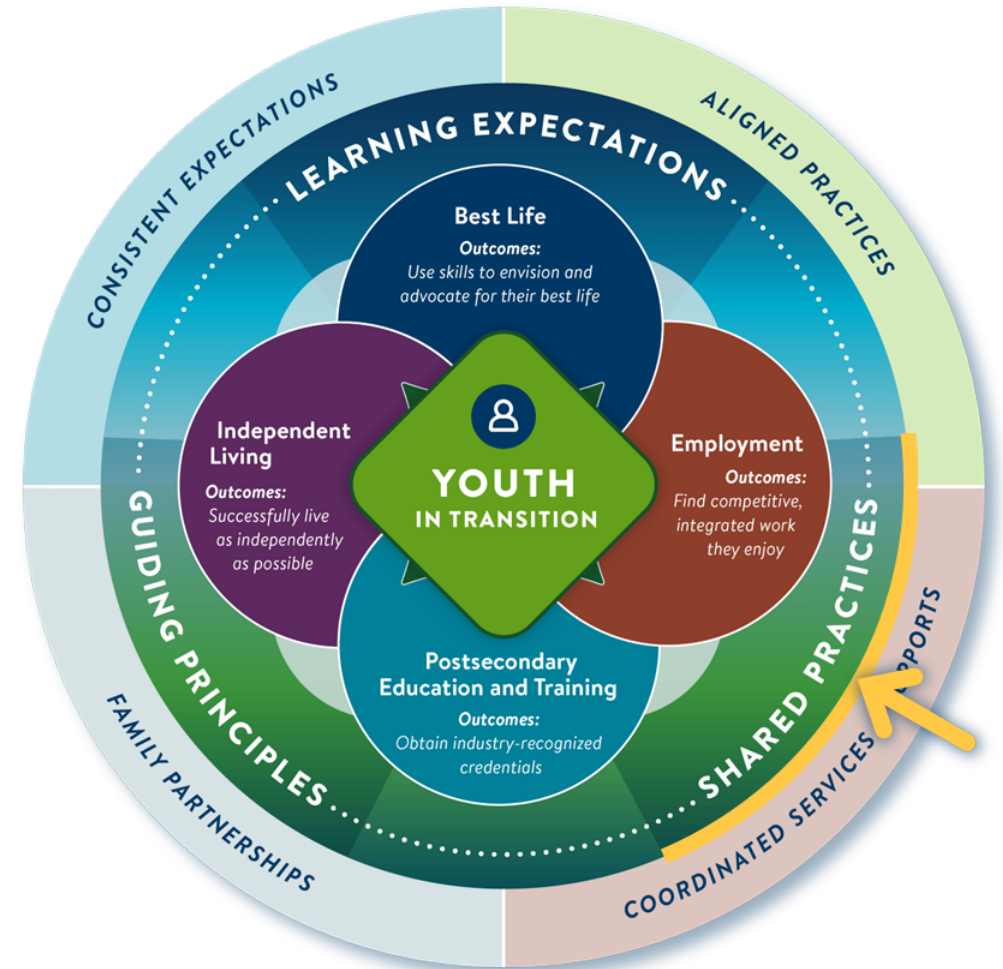 CONSISTENT EXPECTATIONS
ALIGNED PRACTICES
LEARNING EXPECTATIONS
Best Life
Outcomes:
Use skills to envision and
advocate for their best life
Independent
Living
Outcomes:
Successfully live
as independently
as possible
YOUTH
IN TRANSITION
Employment
Outcomes:
Find competitive,
integrated work
they enjoy
Postsecondary
Education and Training
Outcomes:
Obtain industry-recognized
credentials
GUIDING PRINCIPLES
SHARED PRACTICES
FAMILY PARTNERSHIPS
COORDINATED SERVICES